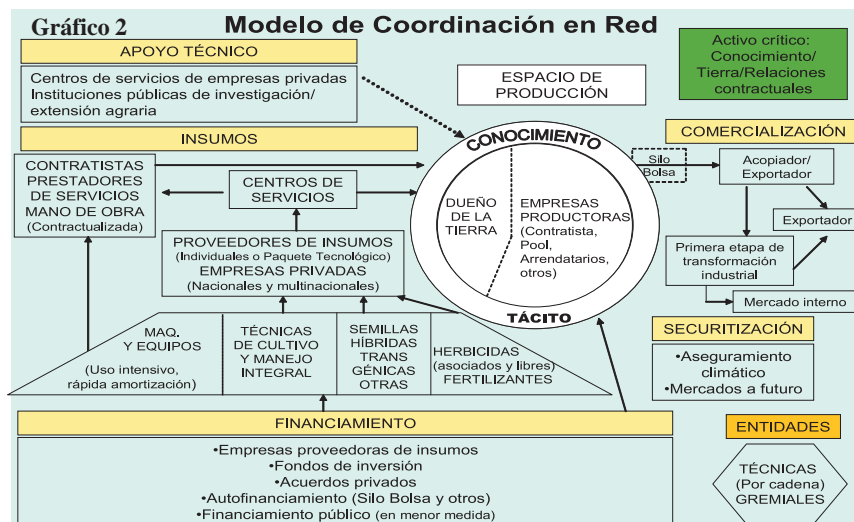 Gráfico 2
Modelo de Coordinación en Red
APOYO TÉCNICO
Centros de servicios de empresas privadas
Instituciones públicas de investigación/
extensión agraria
ESPACIO DE
PRODUCCIÓN
Activo crítico:
Conocimiento/
Tierra/Relaciones
contractuales
INSUMOS
CONTRATISTAS
PRESTADORES
DE SERVICIOS
MANO DE OBRA
(Contractualizada)
CENTROS DE
SERVICIOS
PROVEEDORES DE INSUMOS
(Individuales o Paquete Tecnológico)
EMPRESAS PRIVADAS
(Nacionales y multinacionales)
MAQ.
Y EQUIPOS
(Uso intensivo,
rápida amortización)
TÉCNICAS
DE CULTIVO
Y MANEJO
INTEGRAL
SEMILLAS
HÍBRIDAS
TRANS
GÉNICAS
OTRAS
HERBICIDAS
(asociados y libres)
FERTILIZANTES
CONOCIMIENTO
DUEÑO
DE LA
TIERRA
EMPRESAS
PRODUCTORAS
(Contratista,
Pool,
Arrendatarios,
otros)
TÁCITO
COMERCIALIZACIÓN
Silo
Bolsa
Acopiador/
Exportador
Exportador
Primera etapa de
transformación
industrial
Mercado interno
SECURITIZACIÓN
•Aseguramiento
climático
•Mercados a futuro
FINANCIAMIENTO
•Empresas proveedoras de insumos
•Fondos de inversión
•Acuerdos privados
•Autofinanciamiento (Silo Bolsa y otros)
•Financiamiento público (en menor medida)
ENTIDADES
TÉCNICAS
(Por cadena)
GREMIALES